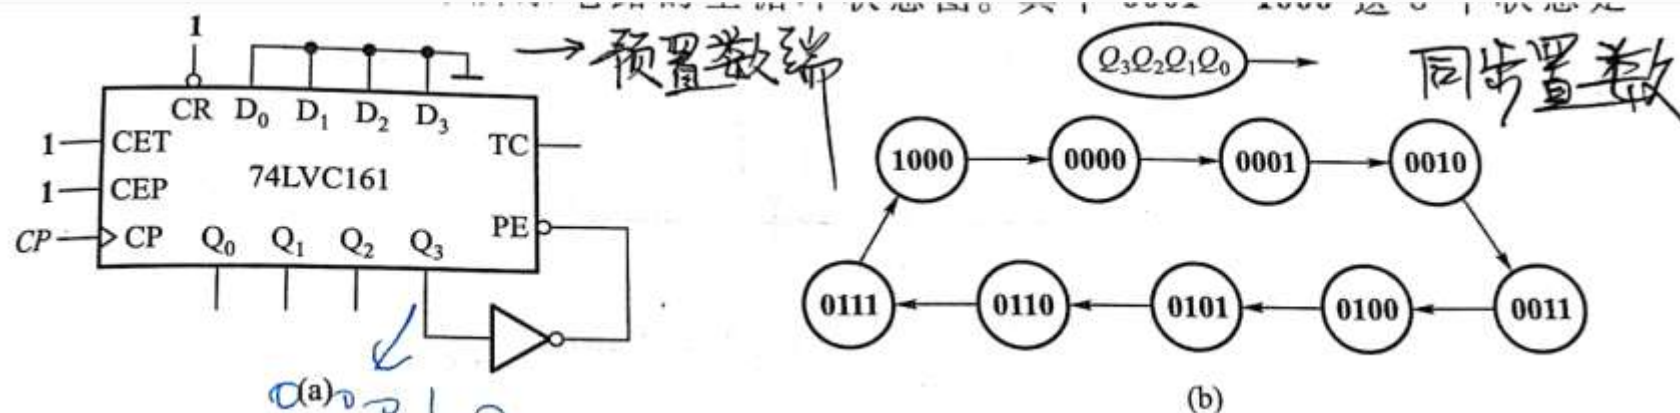 1
→预置数端
Q₃Q₂Q₁Q₀
同步置数
CR D₀ D₁ D₂ D₃
1 CET
TC
74LVC161
1 CEP
PE
CP CP Q₀ Q₁ Q₂ Q₃
1000 0000 0001 0010
0111 0110 0101 0100 0011
(a)
(b)